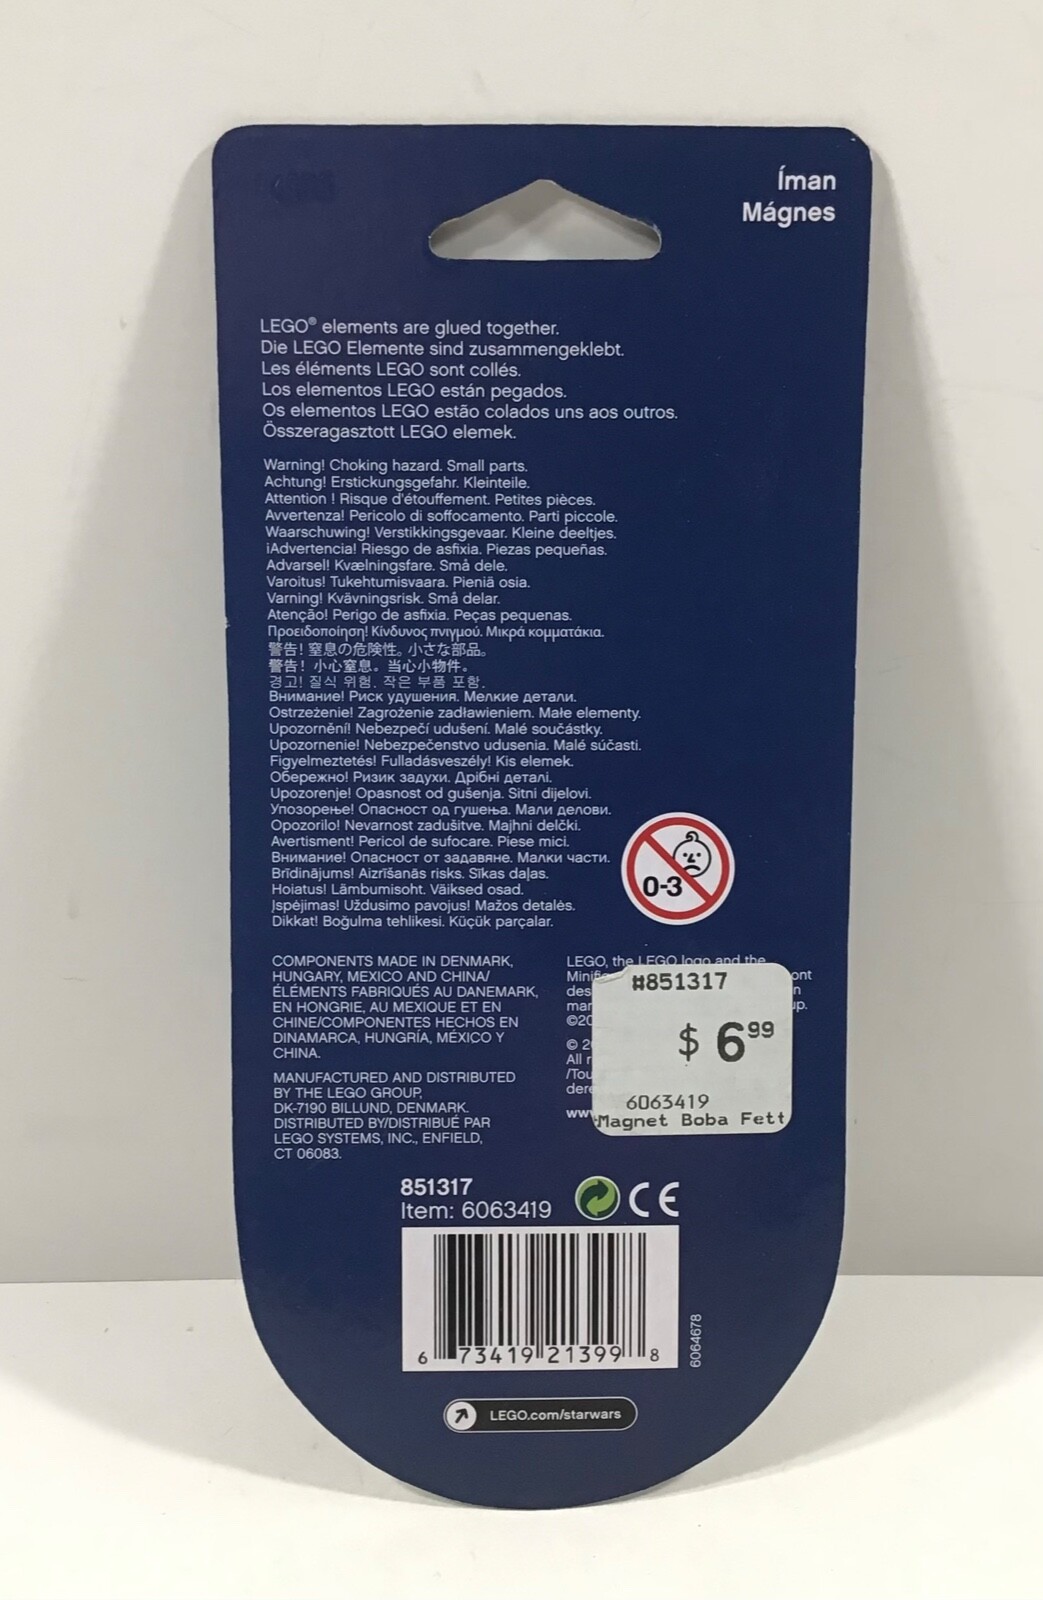 Íman
Mágnes
LEGO® elements are glued together.
Die LEGO Elemente sind zusammengeklebt.
Les éléments LEGO sont collés.
Los elementos LEGO están pegados.
Os elementos LEGO estão colados uns aos outros.
Összeragasztott LEGO elemek.
Warning! Choking hazard. Small parts.
Achtung! Erstickungsgefahr. Kleinteile.
Attention ! Risque d'étouffement. Petites pièces.
Avvertenza! Pericolo di soffocamento. Parti piccole.
Waarschuwing! Verstikkingsgevaar. Kleine deeltjes.
¡Advertencia! Riesgo de asfixia. Piezas pequeñas.
Advarsel! Kvælningsfare. Små dele.
Varoitus! Tukehtumisvaara. Pieniä osia.
Varning! Kvävningsrisk. Små delar.
Atenção! Perigo de asfixia. Peças pequenas.
Προειδοποίηση! Κίνδυνος πνιγμού. Μικρά κομματάκια.
警告! 窒息の危険性。小さな部品。
警告! 小心窒息。当心小物件。
경고! 질식 위험. 작은 부품 포함.
Внимание! Риск удушения. Мелкие детали.
Ostrzeżenie! Zagrożenie zadławieniem. Małe elementy.
Upozornění! Nebezpečí udušení. Malé součástky.
Upozornenie! Nebezpečenstvo udusenia. Malé súčasti.
Figyelmeztetés! Fulladásveszély! Kis elemek.
Обережно! Ризик задухи. Дрібні деталі.
Upozorenje! Opasnost od gušenja. Sitni dijelovi.
Упозорење! Опасност од гушења. Мали делови.
Opozorilo! Nevarnost zadušitve. Majhni delčki.
Avertisment! Pericol de sufocare. Piese mici.
Внимание! Опасност от задавяне. Малки части.
Brīdinājums! Aizrīšanās risks. Sīkas daļas.
Hoiatus! Lämbumisoht. Väiksed osad.
Įspėjimas! Uždusimo pavojus! Mažos detalės.
Dikkat! Boğulma tehlikesi. Küçük parçalar.
0-3
COMPONENTS MADE IN DENMARK,
HUNGARY, MEXICO AND CHINA/
ÉLÉMENTS FABRIQUÉS AU DANEMARK,
EN HONGRIE, AU MEXIQUE ET EN
CHINE/COMPONENTES HECHOS EN
DINAMARCA, HUNGRÍA, MÉXICO Y
CHINA.
MANUFACTURED AND DISTRIBUTED
BY THE LEGO GROUP,
DK-7190 BILLUND, DENMARK.
DISTRIBUTED BY/DISTRIBUÉ PAR
LEGO SYSTEMS, INC., ENFIELD,
CT 06083.
LEGO, the LEGO logo and the
#851317
$ 6.99
6063419
Magnet Boba Fett
851317
Item: 6063419
CE
6 73419 21399 8
6064678
LEGO.com/starwars